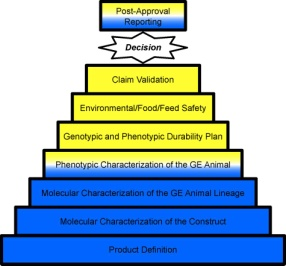 Post-Approval
Reporting
Decision
Claim Validation
Environmental/Food/Feed Safety
Genotypic and Phenotypic Durability Plan
Phenotypic Characterization of the GE Animal
Molecular Characterization of the GE Animal Lineage
Molecular Characterization of the Construct
Product Definition